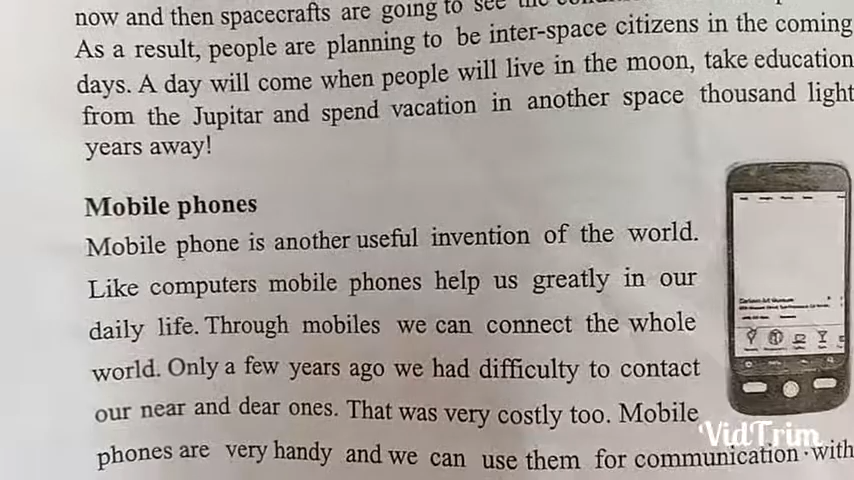 now and then spacecrafts are going to see the
As a result, people are planning to be inter-space citizens in the coming
days. A day will come when people will live in the moon, take education
from the Jupitar and spend vacation in another space thousand light
years away!
Mobile phones
Mobile phone is another useful invention of the world.
Like computers mobile phones help us greatly in our
daily life. Through mobiles we can connect the whole
world. Only a few years ago we had difficulty to contact
our near and dear ones. That was very costly too. Mobile
phones are very handy and we can use them for communication with
VidTrim